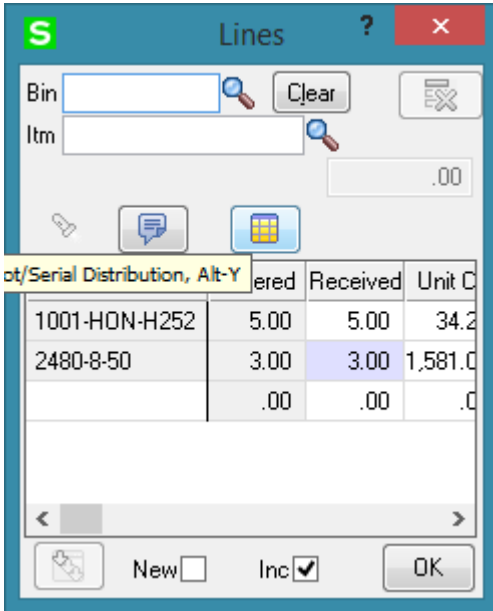 S Lines ? ×
Bin Clear
Itm
.00
ot/Serial Distribution, Alt-Y ered Received Unit C
1001-HON-H252 5.00 5.00 34.2
2480-8-50 3.00 3.00 1,581.0
.00 .00 .0
< >
New Inc OK